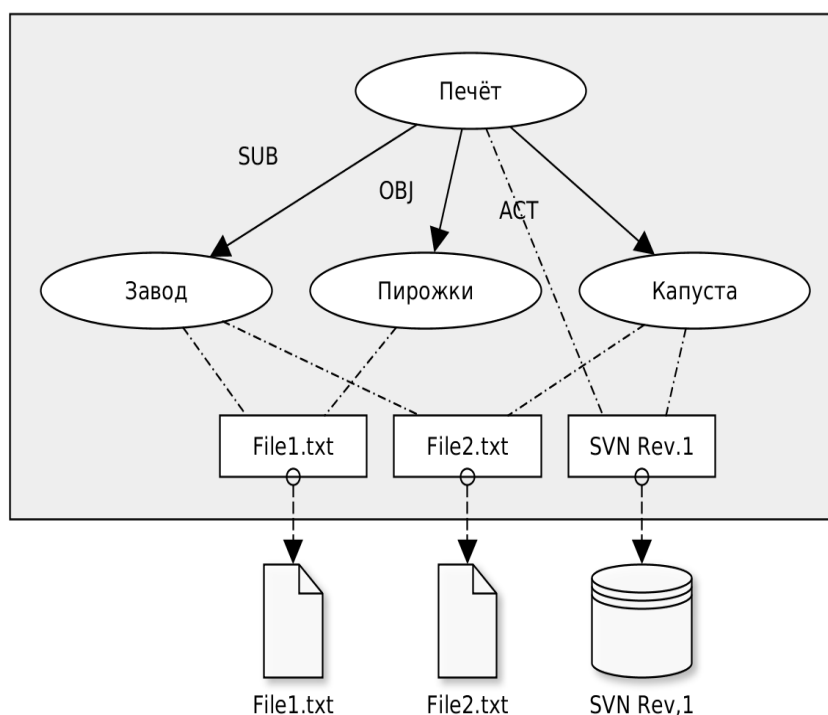 Печёт
SUB
OBJ
ACT
Завод
Пирожки
Капуста
File1.txt
File2.txt
SVN Rev.1
File1.txt
File2.txt
SVN Rev,1